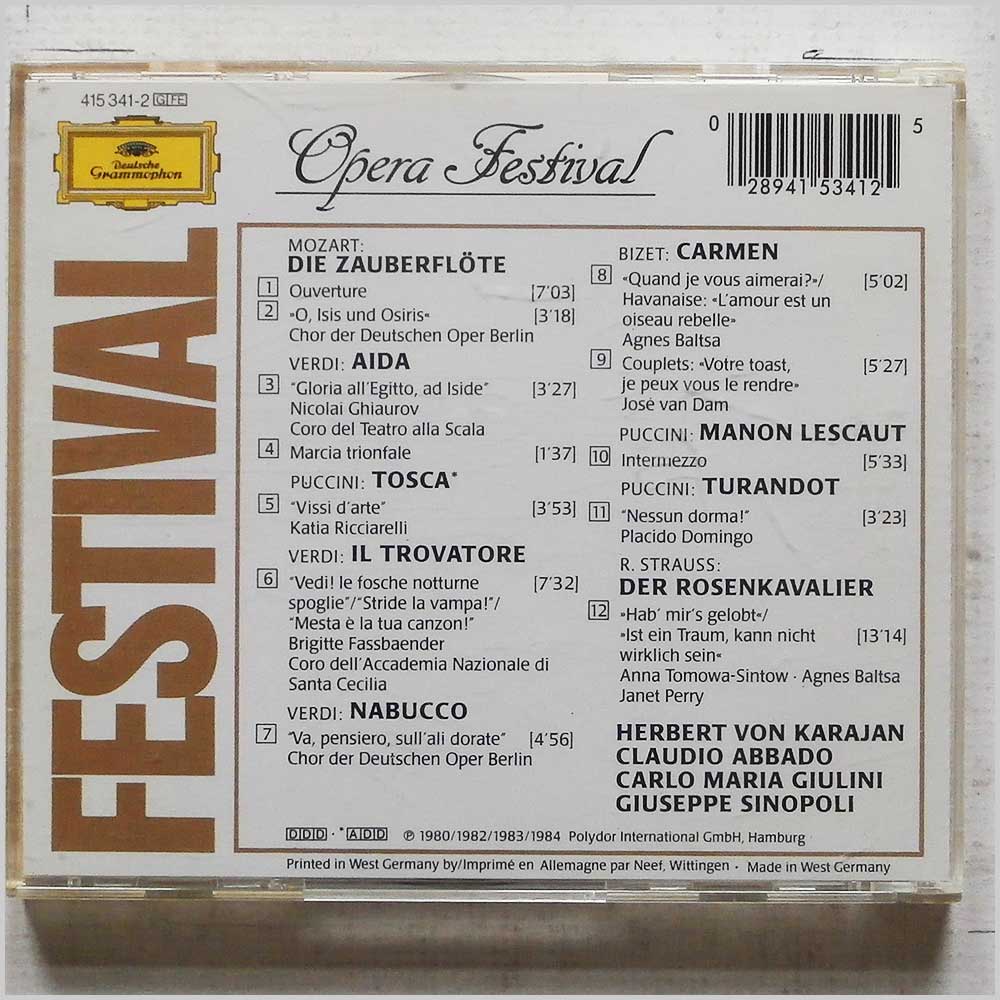 415 341-2 GIFE
Deutsche
Grammophon
Opera Festival
0 28941 53412 5
FESTIVAL
MOZART:
DIE ZAUBERFLÖTE
1 Ouverture [7'03]
2 »O, Isis und Osiris« [3'18]
Chor der Deutschen Oper Berlin
VERDI: AIDA
3 "Gloria all'Egitto, ad Iside" [3'27]
Nicolai Ghiaurov
Coro del Teatro alla Scala
4 Marcia trionfale [1'37]
PUCCINI: TOSCA*
5 "Vissi d'arte" [3'53]
Katia Ricciarelli
VERDI: IL TROVATORE
6 "Vedi! le fosche notturne [7'32]
spoglie"/"Stride la vampa!"/
"Mesta è la tua canzon!"
Brigitte Fassbaender
Coro dell'Accademia Nazionale di
Santa Cecilia
VERDI: NABUCCO
7 "Va, pensiero, sull'ali dorate" [4'56]
Chor der Deutschen Oper Berlin
BIZET: CARMEN
8 «Quand je vous aimerai?»/ [5'02]
Havanaise: «L'amour est un
oiseau rebelle»
Agnes Baltsa
9 Couplets: «Votre toast, [5'27]
je peux vous le rendre»
José van Dam
PUCCINI: MANON LESCAUT
10 Intermezzo [5'33]
PUCCINI: TURANDOT
11 "Nessun dorma!" [3'23]
Placido Domingo
R. STRAUSS:
DER ROSENKAVALIER
12 »Hab' mir's gelobt«/
»Ist ein Traum, kann nicht [13'14]
wirklich sein«
Anna Tomowa-Sintow · Agnes Baltsa
Janet Perry
HERBERT VON KARAJAN
CLAUDIO ABBADO
CARLO MARIA GIULINI
GIUSEPPE SINOPOLI
DDD · *ADD ℗ 1980/1982/1983/1984 Polydor International GmbH, Hamburg
Printed in West Germany by/Imprimé en Allemagne par Neef, Wittingen · Made in West Germany